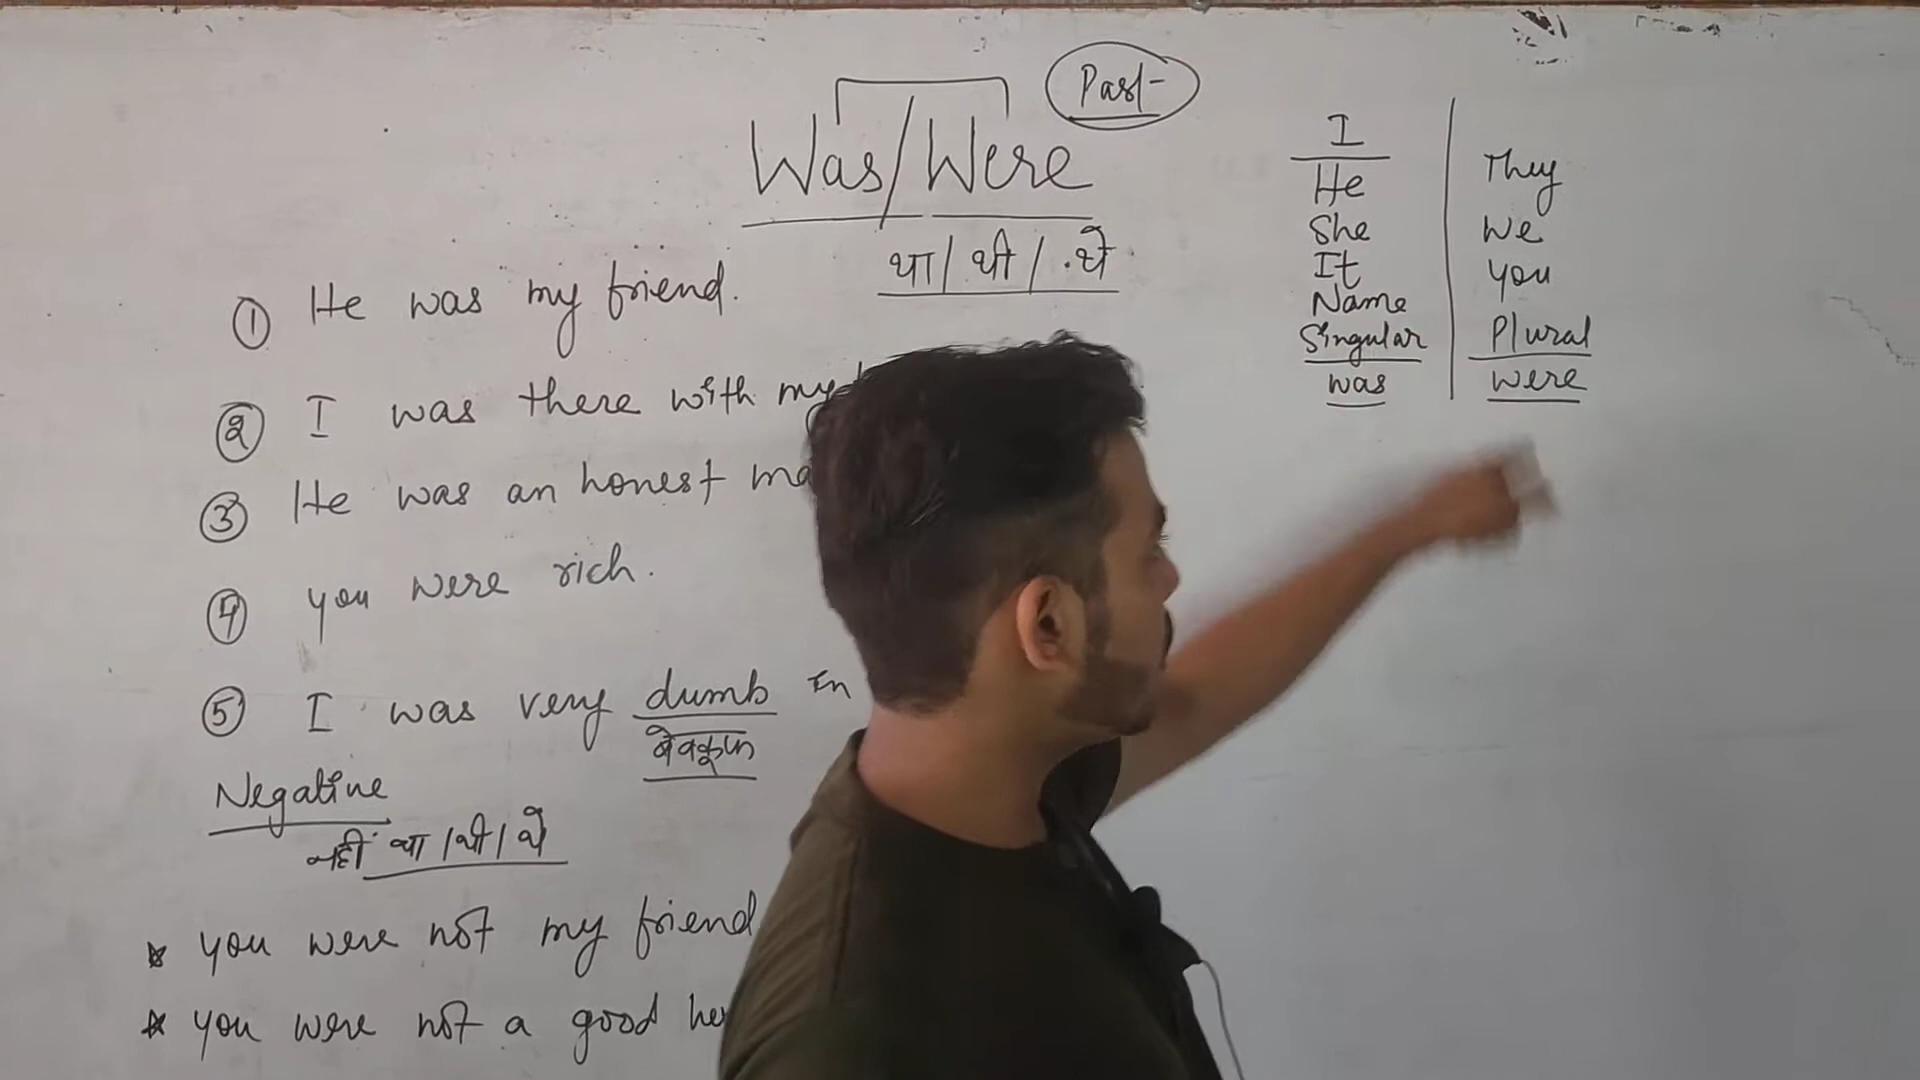 Past
Was/Were
था/ थी/ थे
① He was my friend.
② I was there with my
③ He was an honest
④ you were rich.
⑤ I was very dumb in
बेवकूफ
Negative
नहीं था/थी/थे
* you were not my friend
* you were not a good
I
He
She
It
Name
Singular
was
They
We
you
Plural
were